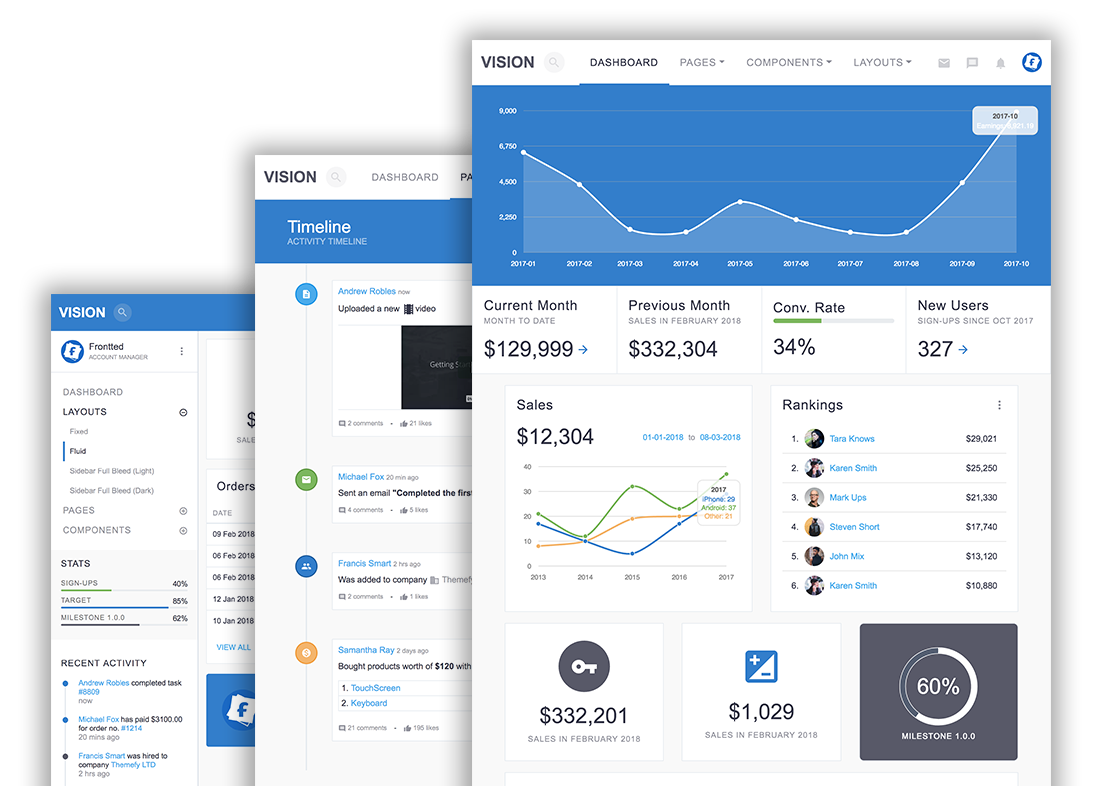 VISION
DASHBOARD
PAGES
COMPONENTS
LAYOUTS
9,000
6,750
4,500
2,250
0
2017-10
2017-01
2017-02
2017-03
2017-04
2017-05
2017-06
2017-07
2017-08
2017-09
2017-10
Current Month
MONTH TO DATE
$129,999
Previous Month
SALES IN FEBRUARY 2018
$332,304
Conv. Rate
34%
New Users
SIGN-UPS SINCE OCT 2017
327
Sales
$12,304
01-01-2018 to 08-03-2018
40
30
20
10
0
2013
2014
2015
2016
2017
2017
iPhone: 29
Android: 37
Other: 21
Rankings
1. Tara Knows $29,021
2. Karen Smith $25,250
3. Mark Ups $21,330
4. Steven Short $17,740
5. John Mix $13,120
6. Karen Smith $10,880
$332,201
SALES IN FEBRUARY 2018
$1,029
SALES IN FEBRUARY 2018
60%
MILESTONE 1.0.0
VISION
DASHBOARD
PA
Timeline
ACTIVITY TIMELINE
Andrew Robles now
Uploaded a new video
Getting
2 comments • 21 likes
Michael Fox 20 min ago
Sent an email "Completed the firs
4 comments • 5 likes
Francis Smart 2 hrs ago
Was added to company Themefy
2 comments • 1 likes
Samantha Ray 2 days ago
Bought products worth of $120 with
1. TouchScreen
2. Keyboard
21 comments • 195 likes
VISION
Frontted
ACCOUNT MANAGER
DASHBOARD
LAYOUTS
Fixed
Fluid
Sidebar Full Bleed (Light)
Sidebar Full Bleed (Dark)
PAGES
COMPONENTS
STATS
SIGN-UPS 40%
TARGET 85%
MILESTONE 1.0.0 62%
RECENT ACTIVITY
Andrew Robles completed task
#8809
now
Michael Fox has paid $3100.00
for order no. #1214
20 mins ago
Francis Smart was hired to
company Themefy LTD
2 hrs ago
$
SALE
Orders
DATE
09 Feb 2018
06 Feb 2018
06 Feb 2018
12 Jan 2018
10 Jan 2018
VIEW ALL